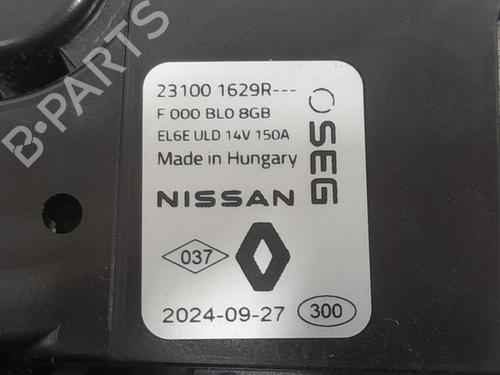 B-PARTS
23100 1629R---
F 000 BL0 8GB
EL6E ULD 14V 150A
Made in Hungary
NISSAN
SEG
037
2024-09-27
300